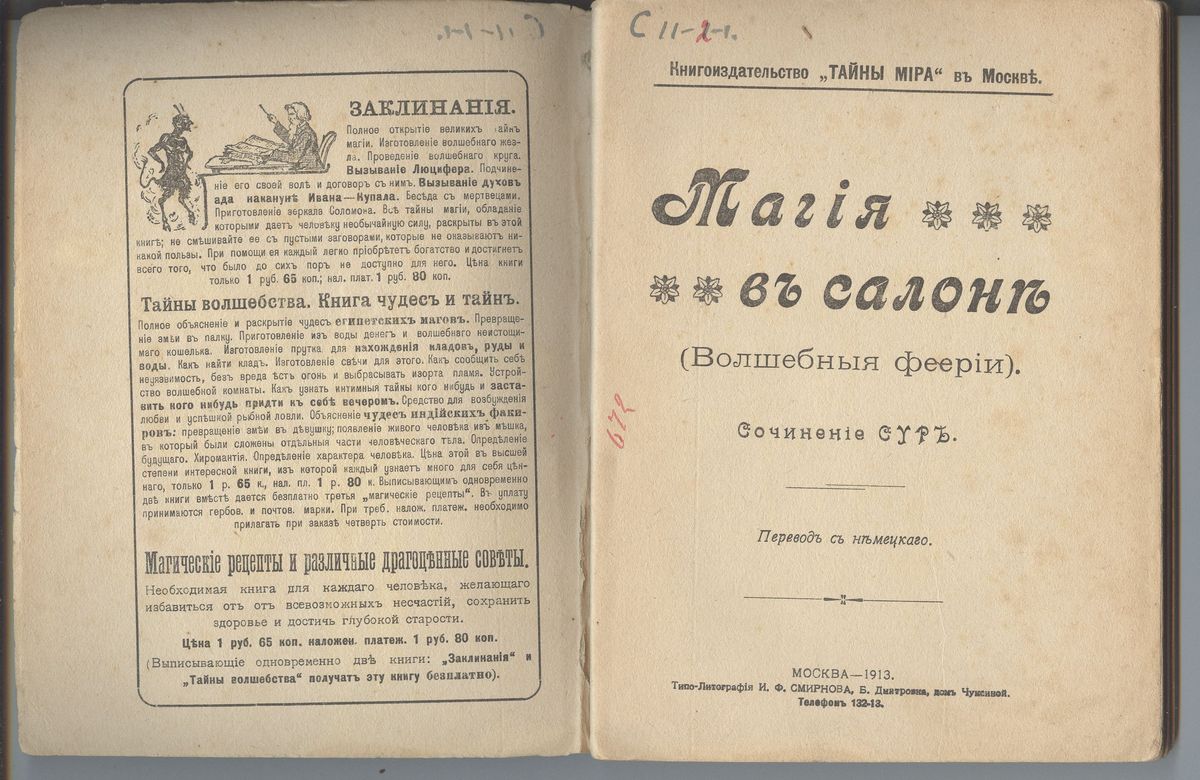 ЗАКЛИНАНІЯ.
Полное открытіе великихъ тайнъ
магіи. Изготовленіе волшебнаго жез-
ла. Проведеніе волшебнаго круга.
Вызываніе Люцифера. Подчине-
ніе его своей волѣ и договоръ съ нимъ. Вызываніе духовъ
ада наканунѣ Ивана—Купала. Бесѣда съ мертвецами.
Приготовленіе зеркала Соломона. Всѣ тайны магіи, обладаніе
которыми даетъ человѣку необычайную силу, раскрыты въ этой
книгѣ; не смѣшивайте ее съ пустыми заговорами, которые не оказываютъ ни-
какой пользы. При помощи ея каждый легко пріобрѣтетъ богатство и достигнетъ
всего того, что было до сихъ поръ не доступно для него. Цѣна книги
только 1 руб. 65 коп.; нал. плат. 1 руб. 80 коп.
Тайны волшебства. Книга чудесъ и тайнъ.
Полное объясненіе и раскрытіе чудесъ египетскихъ маговъ. Превраще-
ніе змѣи въ палку. Приготовленіе изъ воды денегъ и волшебнаго неистощи-
маго кошелька. Изготовленіе прутка для нахожденія кладовъ, руды и
воды. Какъ найти кладъ. Изготовленіе свѣчи для этого. Какъ сообщить себѣ
неуязвимость, безъ вреда ѣсть огонь и выбрасывать изорта пламя. Устрой-
ство волшебной комнаты. Какъ узнать интимныя тайны кого нибудь и заста-
вить кого нибудь придти къ себѣ вечеромъ. Средство для возбужденія
любви и успѣшной рыбной ловли. Объясненіе чудесъ индійскихъ факи-
ровъ: превращеніе змѣи въ дѣвушку; появленіе живого человѣка изъ мѣшка,
въ который были сложены отдѣльныя части человѣческаго тѣла. Опредѣленіе
будущаго. Хиромантія. Опредѣленіе характера человѣка. Цѣна этой въ высшей
степени интересной книги, изъ которой каждый узнаетъ много для себя цѣн-
наго, только 1 р. 65 к., нал. пл. 1 р. 80 к. Выписывающимъ одновременно
двѣ книги вмѣстѣ дается безплатно третья „магическіе рецепты“. Въ уплату
принимаются гербов. и почтов. марки. При треб. налож. платеж. необходимо
прилагать при заказѣ четверть стоимости.
Магическіе рецепты и различные драгоцѣнные совѣты.
Необходимая книга для каждаго человѣка, желающаго
избавиться отъ отъ всевозможныхъ несчастій, сохранить
здоровье и достичь глубокой старости.
Цѣна 1 руб. 65 коп. наложен. платеж. 1 руб. 80 коп.
(Выписывающіе одновременно двѣ книги: „Заклинанія“ и
„Тайны волшебства“ получатъ эту книгу безплатно).
С 11-2-1.
Книгоиздательство „ТАЙНЫ МІРА“ въ Москвѣ.
Магія
въ салонѣ
(Волшебныя фееріи).
672
Сочиненіе СУРЪ.
Переводъ съ нѣмецкаго.
МОСКВА—1913.
Типо-Литографія И. Ф. СМИРНОВА, Б. Дмитровка, домъ Чуксиной.
Телефонъ 132-13.